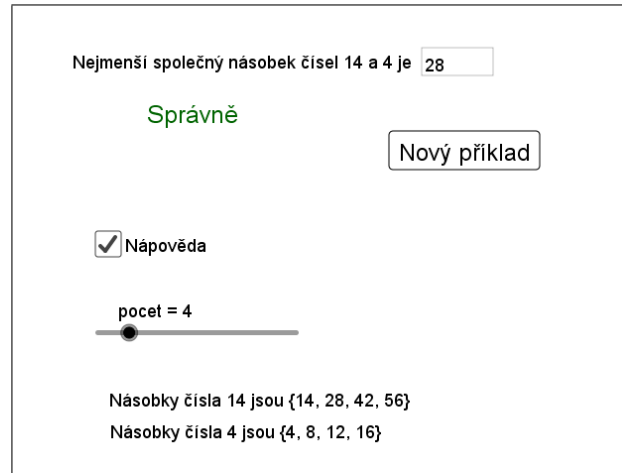 Nejmenší společný násobek čísel 14 a 4 je 28
Správně
Nový příklad
Nápověda
pocet = 4
Násobky čísla 14 jsou {14, 28, 42, 56}
Násobky čísla 4 jsou {4, 8, 12, 16}